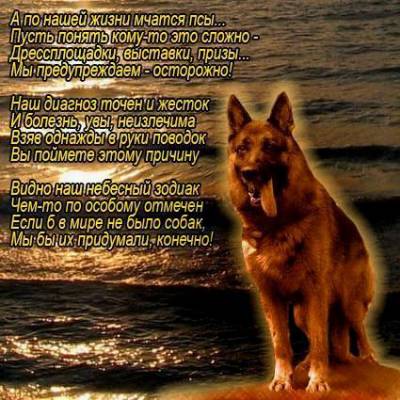 А по нашей жизни мчатся псы...
Пусть понять кому-то это сложно -
Дрессплощадки, выставки, призы...
Мы предупреждаем - осторожно!
Наш диагноз точен и жесток
И болезнь, увы, неизлечима
Взяв однажды в руки поводок
Вы поймете этому причину
Видно наш небесный зодиак
Чем-то по особому отмечен
Если б в мире не было собак,
Мы бы их придумали, конечно!